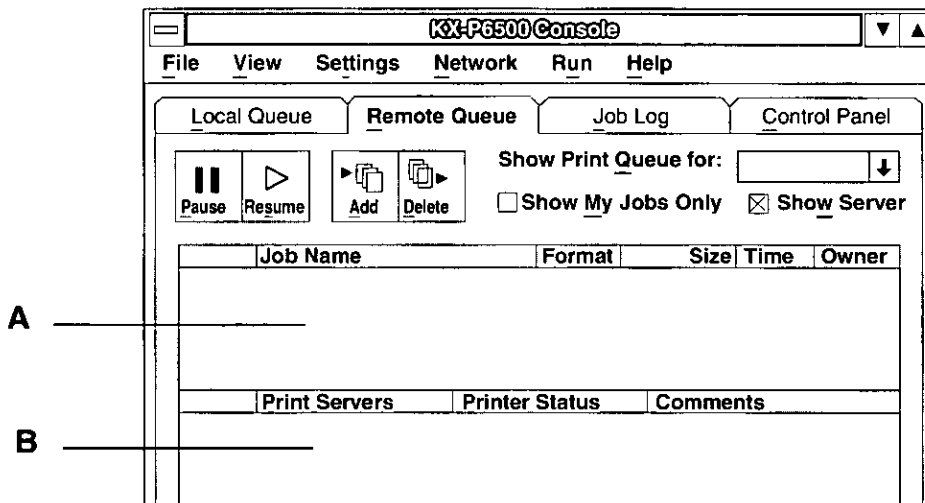 KX-P6500 Console
File View Settings Network Run Help
Local Queue Remote Queue Job Log Control Panel
Pause Resume Add Delete
Show Print Queue for:
Show My Jobs Only Show Server
Job Name Format Size Time Owner
A
Print Servers Printer Status Comments
B